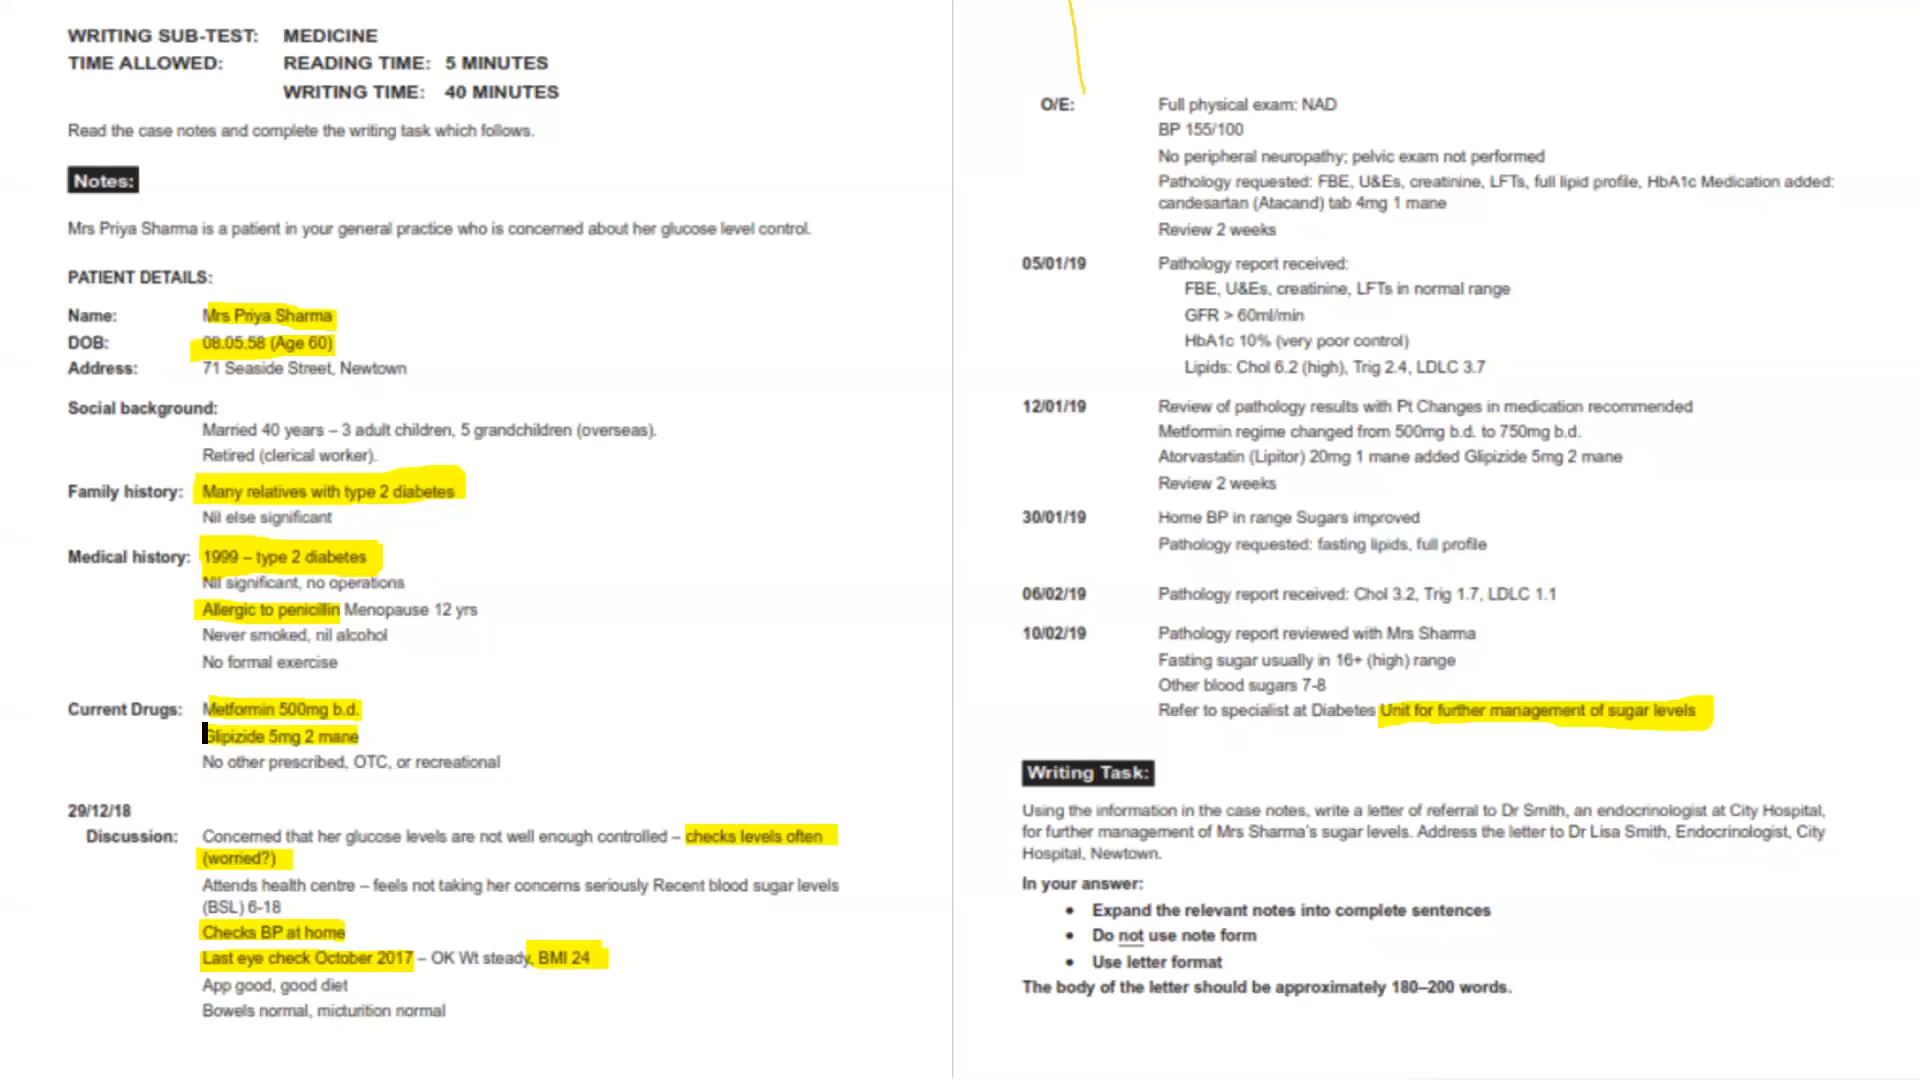 WRITING SUB-TEST: MEDICINE
TIME ALLOWED: READING TIME: 5 MINUTES
WRITING TIME: 40 MINUTES
Read the case notes and complete the writing task which follows.
Notes:
Mrs Priya Sharma is a patient in your general practice who is concerned about her glucose level control.
PATIENT DETAILS:
Name: Mrs Priya Sharma
DOB: 08.05.58 (Age 60)
Address: 71 Seaside Street, Newtown
Social background:
Married 40 years – 3 adult children, 5 grandchildren (overseas).
Retired (clerical worker).
Family history: Many relatives with type 2 diabetes
Nil else significant
Medical history: 1999 – type 2 diabetes
Nil significant, no operations
Allergic to penicillin Menopause 12 yrs
Never smoked, nil alcohol
No formal exercise
Current Drugs: Metformin 500mg b.d.
Glipizide 5mg 2 mane
No other prescribed, OTC, or recreational
29/12/18
Discussion: Concerned that her glucose levels are not well enough controlled – checks levels often
(worried?)
Attends health centre – feels not taking her concerns seriously Recent blood sugar levels
(BSL) 6-18
Checks BP at home
Last eye check October 2017 – OK Wt steady, BMI 24
App good, good diet
Bowels normal, micturition normal
O/E: Full physical exam: NAD
BP 155/100
No peripheral neuropathy; pelvic exam not performed
Pathology requested: FBE, U&Es, creatinine, LFTs, full lipid profile, HbA1c Medication added:
candesartan (Atacand) tab 4mg 1 mane
Review 2 weeks
05/01/19 Pathology report received:
FBE, U&Es, creatinine, LFTs in normal range
GFR > 60ml/min
HbA1c 10% (very poor control)
Lipids: Chol 6.2 (high), Trig 2.4, LDLC 3.7
12/01/19 Review of pathology results with Pt Changes in medication recommended
Metformin regime changed from 500mg b.d. to 750mg b.d.
Atorvastatin (Lipitor) 20mg 1 mane added Glipizide 5mg 2 mane
Review 2 weeks
30/01/19 Home BP in range Sugars improved
Pathology requested: fasting lipids, full profile
06/02/19 Pathology report received: Chol 3.2, Trig 1.7, LDLC 1.1
10/02/19 Pathology report reviewed with Mrs Sharma
Fasting sugar usually in 16+ (high) range
Other blood sugars 7-8
Refer to specialist at Diabetes Unit for further management of sugar levels
Writing Task:
Using the information in the case notes, write a letter of referral to Dr Smith, an endocrinologist at City Hospital,
for further management of Mrs Sharma's sugar levels. Address the letter to Dr Lisa Smith, Endocrinologist, City
Hospital, Newtown.
In your answer:
• Expand the relevant notes into complete sentences
• Do not use note form
• Use letter format
The body of the letter should be approximately 180–200 words.